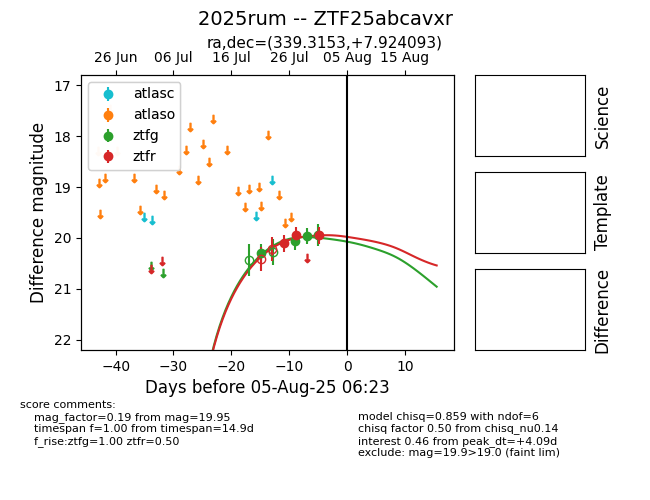 2025rum -- ZTF25abcavxr
ra,dec=(339.3153,+7.924093)
26 Jun 06 Jul 16 Jul 26 Jul 05 Aug 15 Aug
17
18
19
20
21
22
Difference magnitude
atlasc
atlaso
ztfg
ztfr
−40 −30 −20 −10 0 10
Days before 05-Aug-25 06:23
Science
Template
Difference
score comments:
mag_factor=0.19 from mag=19.95
timespan f=1.00 from timespan=14.9d
f_rise:ztfg=1.00 ztfr=0.50
model chisq=0.859 with ndof=6
chisq factor 0.50 from chisq_nu0.14
interest 0.46 from peak_dt=+4.09d
exclude: mag=19.9>19.0 (faint lim)